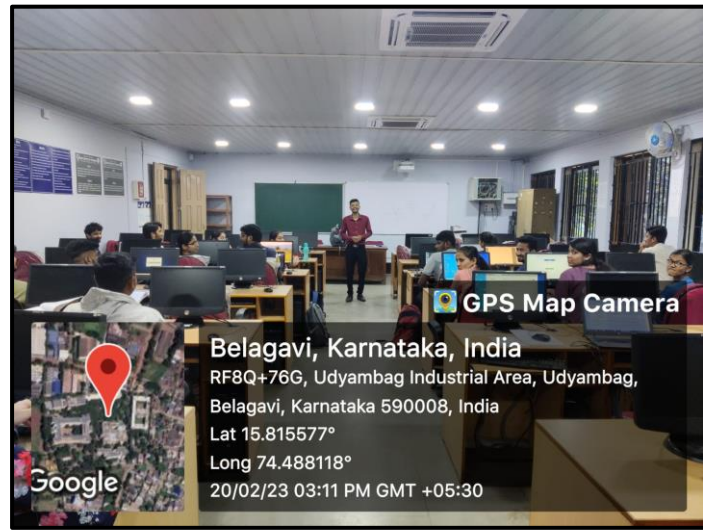 GPS Map Camera
Belagavi, Karnataka, India
RF8Q+76G, Udyambag Industrial Area, Udyambag,
Belagavi, Karnataka 590008, India
Lat 15.815577°
Long 74.488118°
20/02/23 03:11 PM GMT +05:30
Google